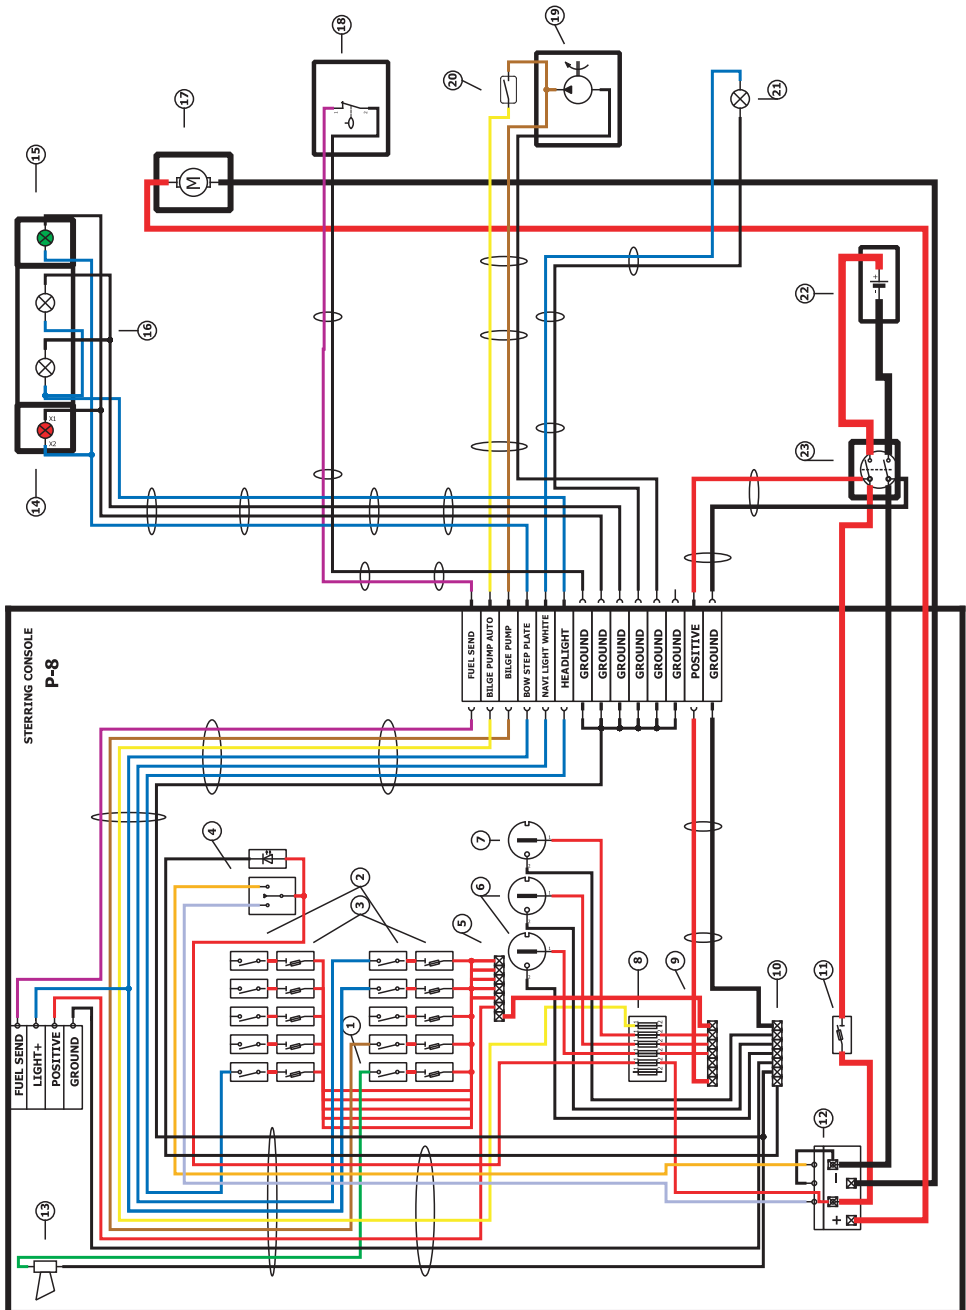 18
19
20
21
17
15
M
16
22
+
-
1
2
X1
X2
14
23
STERRING CONSOLE
P-8
FUEL SEND
BILGE PUMP AUTO
BILGE PUMP
BOW STEP PLATE
NAVI LIGHT WHITE
HEADLIGHT
GROUND
GROUND
GROUND
GROUND
GROUND
GROUND
POSITIVE
GROUND
4
7
2
6
3
5
8
9
10
11
1
FUEL SEND
LIGHT+
POSITIVE
GROUND
12
-
+
13